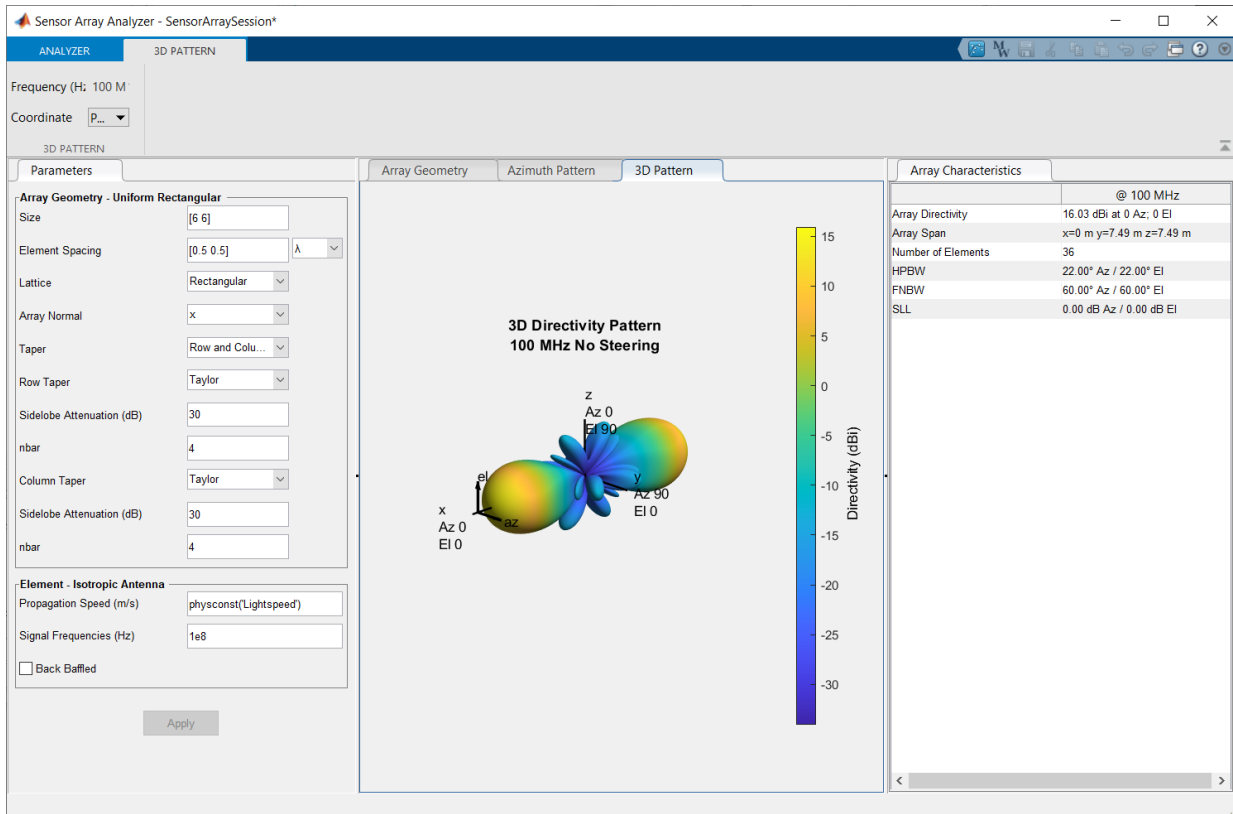 Sensor Array Analyzer - SensorArraySession*
ANALYZER
3D PATTERN
Frequency (H: 100 M
Coordinate P...
3D PATTERN
Parameters
Array Geometry - Uniform Rectangular
Size [6 6]
Element Spacing [0.5 0.5] λ
Lattice Rectangular
Array Normal x
Taper Row and Colu...
Row Taper Taylor
Sidelobe Attenuation (dB) 30
nbar 4
Column Taper Taylor
Sidelobe Attenuation (dB) 30
nbar 4
Element - Isotropic Antenna
Propagation Speed (m/s) physconst('Lightspeed')
Signal Frequencies (Hz) 1e8
Back Baffled
Apply
Array Geometry
Azimuth Pattern
3D Pattern
3D Directivity Pattern
100 MHz No Steering
z
Az 0
El 90
el
az
x
Az 0
El 0
y
Az 90
El 0
15
10
5
0
-5
-10
-15
-20
-25
-30
Directivity (dBi)
Array Characteristics
@ 100 MHz
Array Directivity 16.03 dBi at 0 Az; 0 El
Array Span x=0 m y=7.49 m z=7.49 m
Number of Elements 36
HPBW 22.00° Az / 22.00° El
FNBW 60.00° Az / 60.00° El
SLL 0.00 dB Az / 0.00 dB El